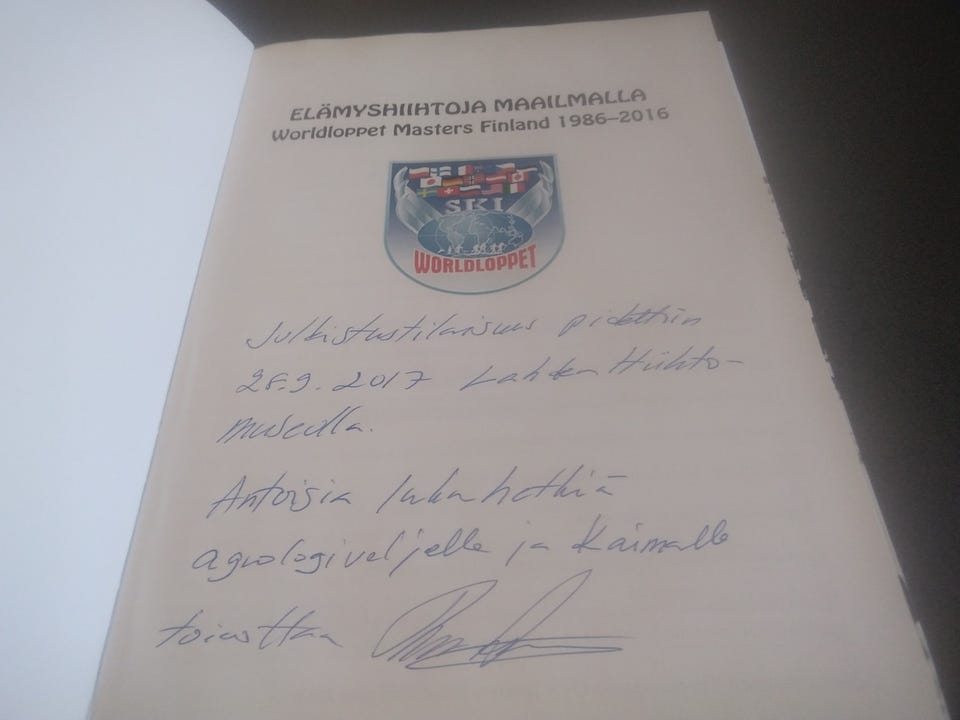 ELÄMYSHIIHTOJA MAAILMALLA
Worldloppet Masters Finland 1986–2016
SKI
WORLDLOPPET
Julkistustilaisuus pidettiin
28.9.2017 Lahden Hiihto-
museolla.
Antoisia lukuhetkiä
agrologiveljelle ja Kaimalle
toivottaa